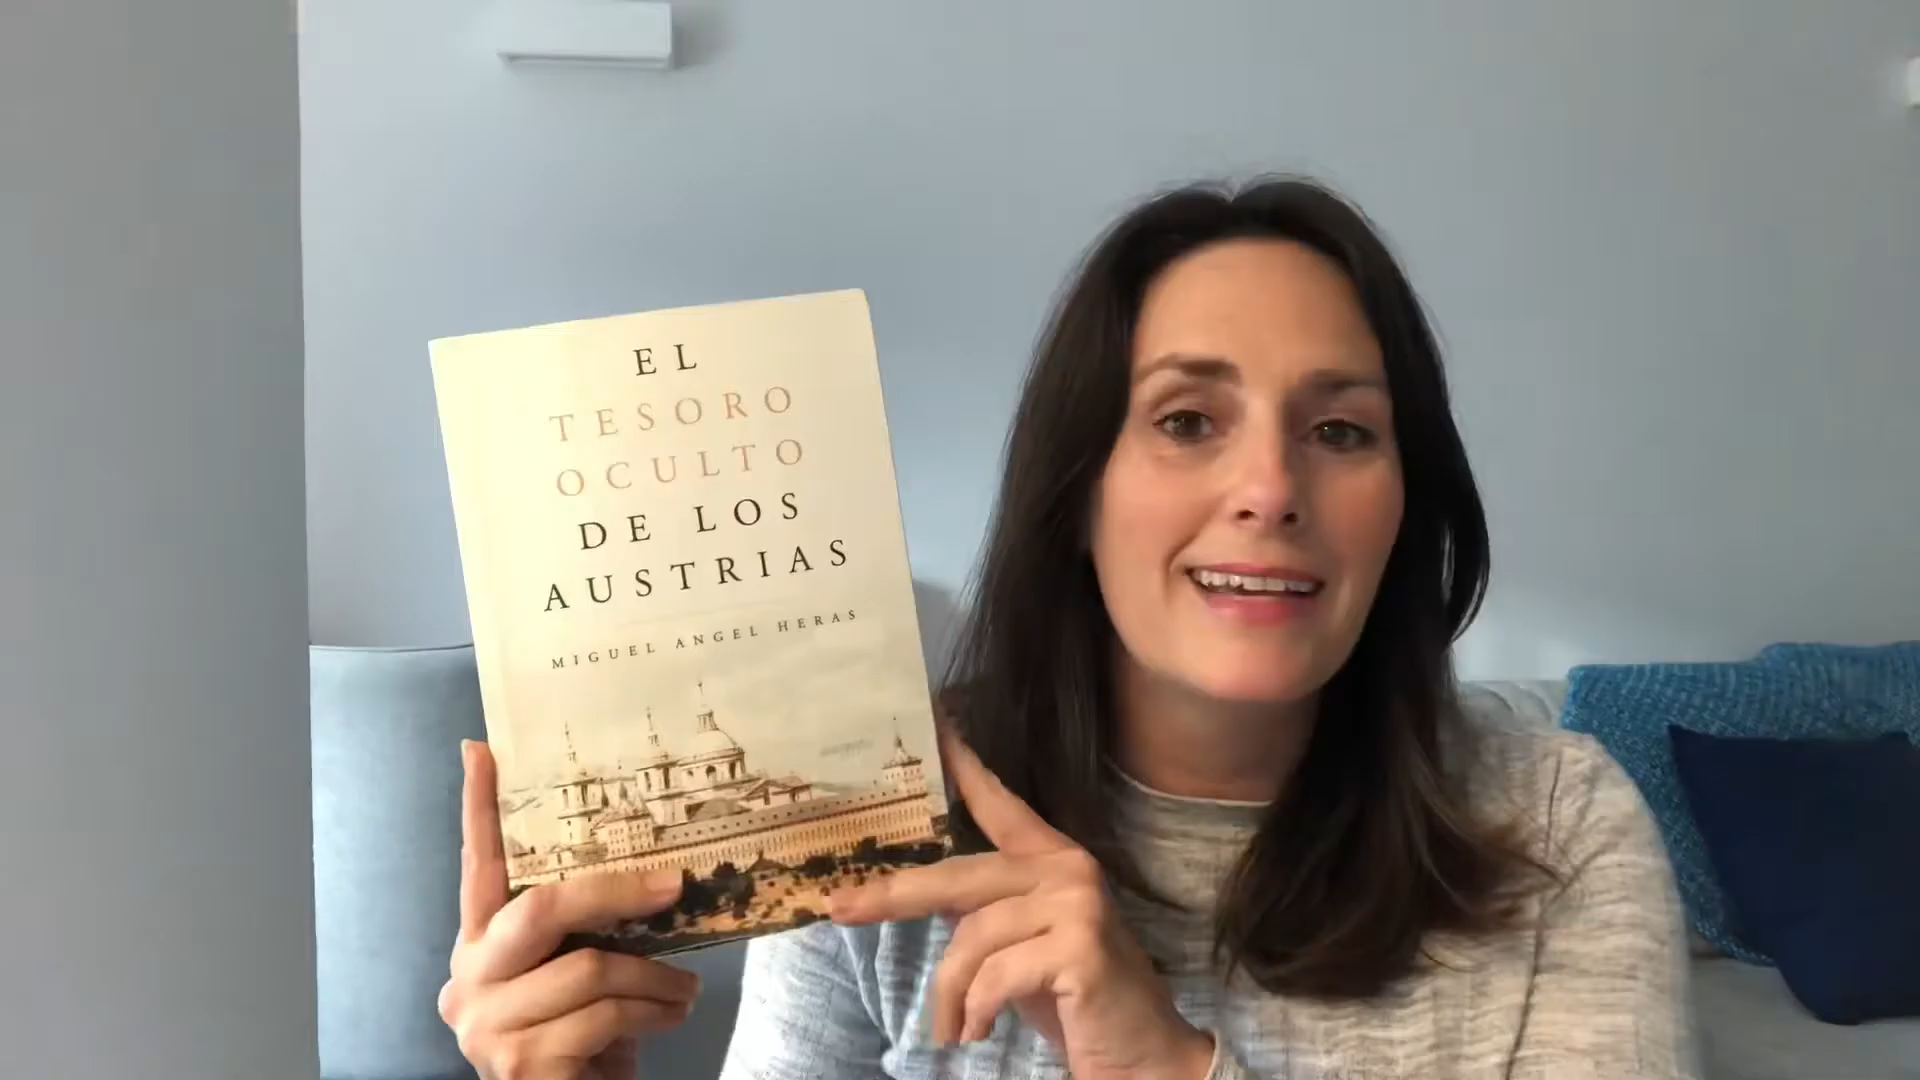 EL
TESORO
OCULTO
DE LOS
AUSTRIAS
MIGUEL ANGEL HERAS